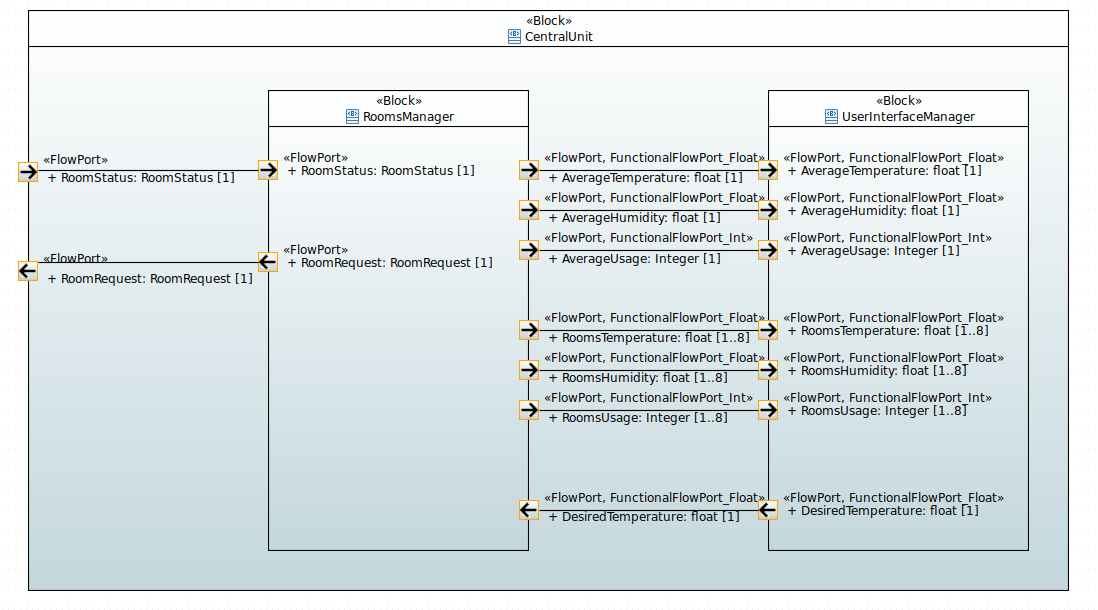 «Block»
CentralUnit
«Block»
RoomsManager
«Block»
UserInterfaceManager
«FlowPort»
+ RoomStatus: RoomStatus [1]
«FlowPort»
+ RoomStatus: RoomStatus [1]
«FlowPort, FunctionalFlowPort_Float»
+ AverageTemperature: float [1]
«FlowPort, FunctionalFlowPort_Float»
+ AverageTemperature: float [1]
«FlowPort, FunctionalFlowPort_Float»
+ AverageHumidity: float [1]
«FlowPort, FunctionalFlowPort_Float»
+ AverageHumidity: float [1]
«FlowPort»
+ RoomRequest: RoomRequest [1]
«FlowPort»
+ RoomRequest: RoomRequest [1]
«FlowPort, FunctionalFlowPort_Int»
+ AverageUsage: Integer [1]
«FlowPort, FunctionalFlowPort_Int»
+ AverageUsage: Integer [1]
«FlowPort, FunctionalFlowPort_Float»
+ RoomsTemperature: float [1..8]
«FlowPort, FunctionalFlowPort_Float»
+ RoomsTemperature: float [1..8]
«FlowPort, FunctionalFlowPort_Float»
+ RoomsHumidity: float [1..8]
«FlowPort, FunctionalFlowPort_Float»
+ RoomsHumidity: float [1..8]
«FlowPort, FunctionalFlowPort_Int»
+ RoomsUsage: Integer [1..8]
«FlowPort, FunctionalFlowPort_Int»
+ RoomsUsage: Integer [1..8]
«FlowPort, FunctionalFlowPort_Float»
+ DesiredTemperature: float [1]
«FlowPort, FunctionalFlowPort_Float»
+ DesiredTemperature: float [1]